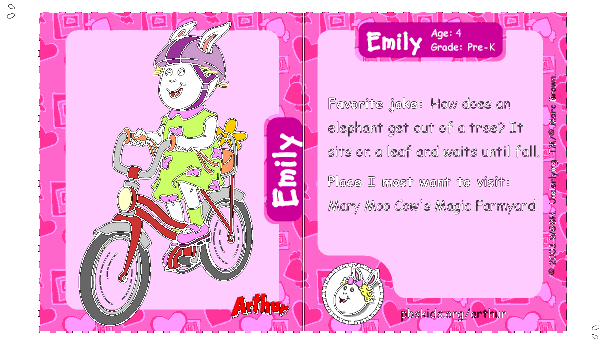 Emily
Arthur
Emily
Age: 4
Grade: Pre-K
Favorite joke: How does an
elephant get out of a tree? It
sits on a leaf and waits until fall.
Place I most want to visit:
Mary Moo Cow's Magic Farmyard
pbskids.org/arthur